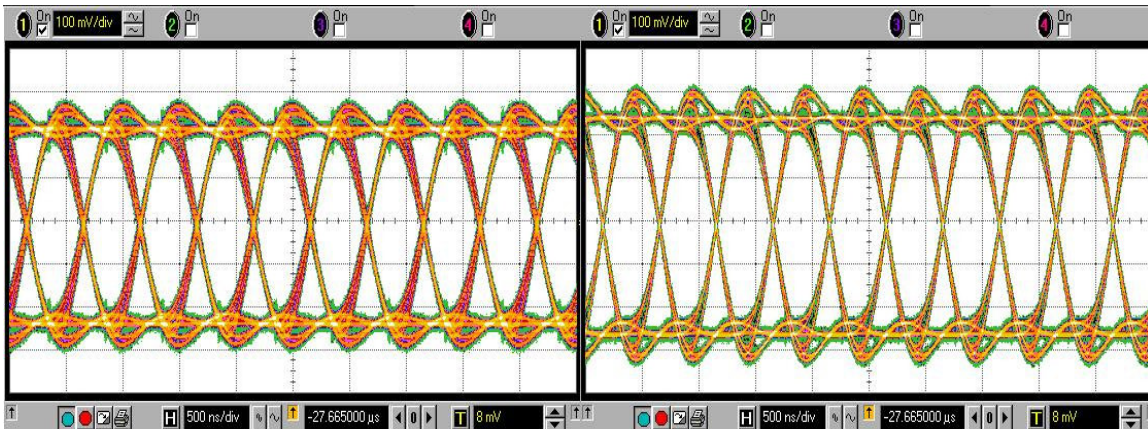 1 On 100 mV/div 2 On 3 On 4 On 1 On 100 mV/div 2 On 3 On 4 On
H 500 ns/div -27.665000 µs 0 T 8 mV H 500 ns/div -27.665000 µs 0 T 8 mV